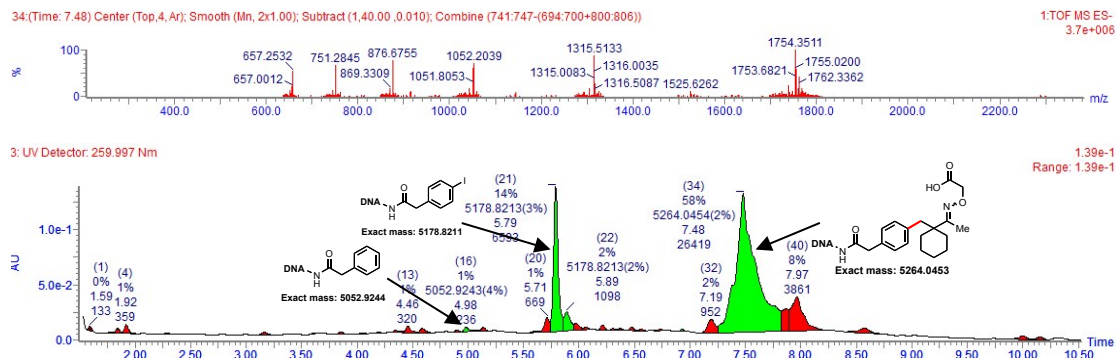 34:(Time: 7.48) Center (Top,4, Ar); Smooth (Mn, 2x1.00); Subtract (1,40.00 ,0.010); Combine (741:747-(694:700+800:806))
1:TOF MS ES-
3.7e+006
100
%
0
657.2532
657.0012
751.2845
876.6755
869.3309
1052.2039
1051.8053
1315.5133
1316.0035
1315.0083
1316.5087
1525.6262
1754.3511
1755.0200
1753.6821
1762.3362
400.0
600.0
800.0
1000.0
1200.0
1400.0
1600.0
1800.0
2000.0
2200.0
m/z
3: UV Detector: 259.997 Nm
1.39e-1
Range: 1.39e-1
AU
1.0e-1
5.0e-2
0.0
(1)
0%
1.59
133
(4)
1%
1.92
359
DNA
N
H
O
Exact mass: 5052.9244
(13)
1%
4.46
320
(16)
1%
5052.9243(4%)
4.98
236
DNA
N
H
O
I
Exact mass: 5178.8211
(21)
14%
5178.8213(3%)
5.79
6593
(20)
1%
5.71
669
(22)
2%
5178.8213(2%)
5.89
1098
(32)
2%
7.19
952
(34)
58%
5264.0454(2%)
7.48
26419
(40)
8%
7.97
3861
HO
O
O
N
Me
O
DNA
N
H
Exact mass: 5264.0453
2.00
2.50
3.00
3.50
4.00
4.50
5.00
5.50
6.00
6.50
7.00
7.50
8.00
8.50
9.00
9.50
10.00
10.50
Time